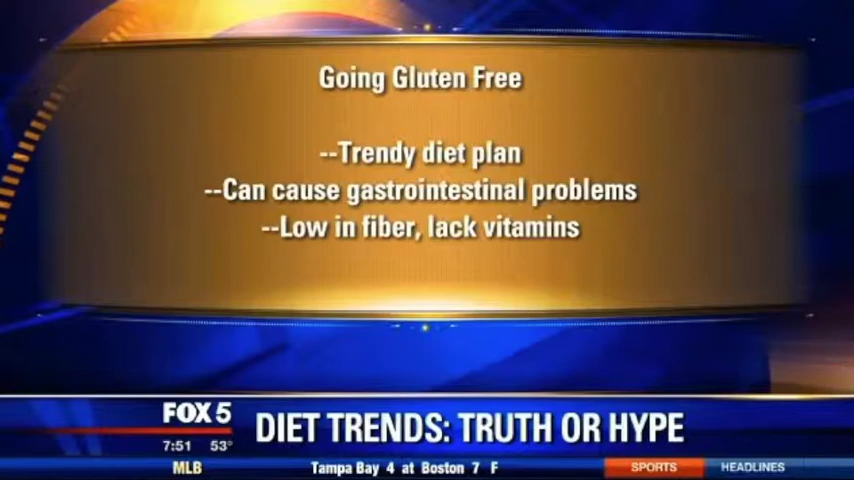 Going Gluten Free
--Trendy diet plan
--Can cause gastrointestinal problems
--Low in fiber, lack vitamins
FOX 5
DIET TRENDS: TRUTH OR HYPE
7:51 53°
MLB Tampa Bay 4 at Boston 7 F SPORTS HEADLINES